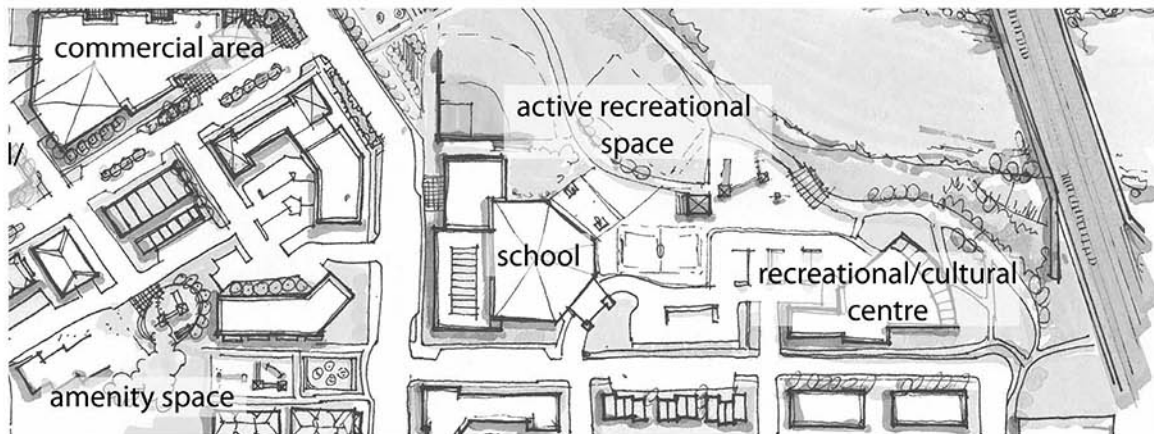 commercial area
active recreational
space
l/
school
recreational/cultural
centre
amenity space